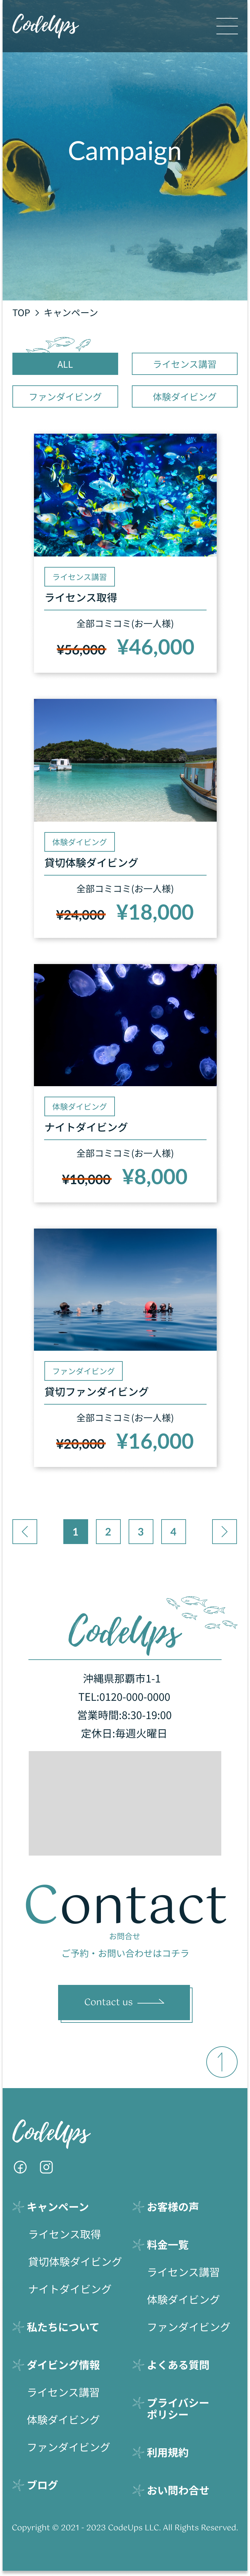 CodeUps
Campaign
TOP > キャンペーン
ALL
ライセンス講習
ファンダイビング
体験ダイビング
ライセンス講習
ライセンス取得
全部コミコミ(お一人様)
¥56,000 ¥46,000
体験ダイビング
貸切体験ダイビング
全部コミコミ(お一人様)
¥24,000 ¥18,000
体験ダイビング
ナイトダイビング
全部コミコミ(お一人様)
¥10,000 ¥8,000
ファンダイビング
貸切ファンダイビング
全部コミコミ(お一人様)
¥20,000 ¥16,000
1 2 3 4
CodeUps
沖縄県那覇市1-1
TEL:0120-000-0000
営業時間:8:30-19:00
定休日:毎週火曜日
Contact
お問合せ
ご予約・お問い合わせはコチラ
Contact us
CodeUps
キャンペーン
ライセンス取得
貸切体験ダイビング
ナイトダイビング
私たちについて
ダイビング情報
ライセンス講習
体験ダイビング
ファンダイビング
ブログ
お客様の声
料金一覧
ライセンス講習
体験ダイビング
ファンダイビング
よくある質問
プライバシー
ポリシー
利用規約
おい問わ合せ
Copyright © 2021 - 2023 CodeUps LLC. All Rights Reserved.